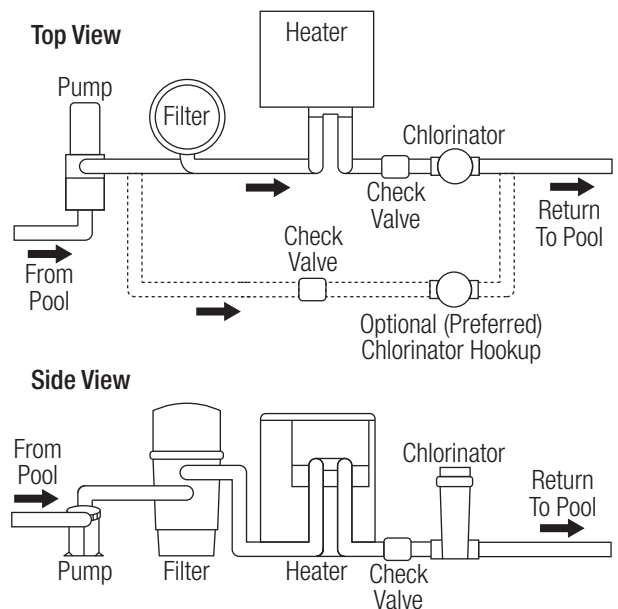 Top View
Heater
Pump
Filter
Chlorinator
Check
Valve
Return
To Pool
From
Pool
Check
Valve
Optional (Preferred)
Chlorinator Hookup
Side View
From
Pool
Chlorinator
Return
To Pool
Pump
Filter
Heater
Check
Valve